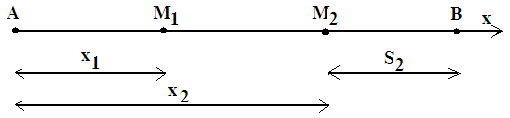 A M₁ M₂ B x
x₁ S₂
x₂